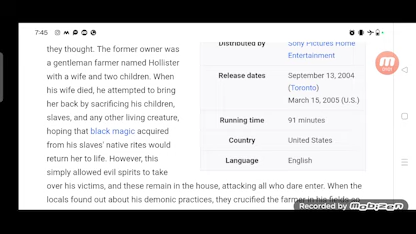 7:45
they thought. The former owner was
a gentleman farmer named Hollister
with a wife and two children. When
his wife died, he attempted to bring
her back by sacrificing his children,
slaves, and any other living creature,
hoping that black magic acquired
from his slaves' native rites would
return her to life. However, this
simply allowed evil spirits to take
over his victims, and these remain in the house, attacking all who dare enter. When the
locals found out about his demonic practices, they crucified the farmer in his fields so
Distributed by Sony Pictures Home
Entertainment
Release dates September 13, 2004
(Toronto)
March 15, 2005 (U.S.)
Running time 91 minutes
Country United States
Language English
Recorded by MOBIZEN